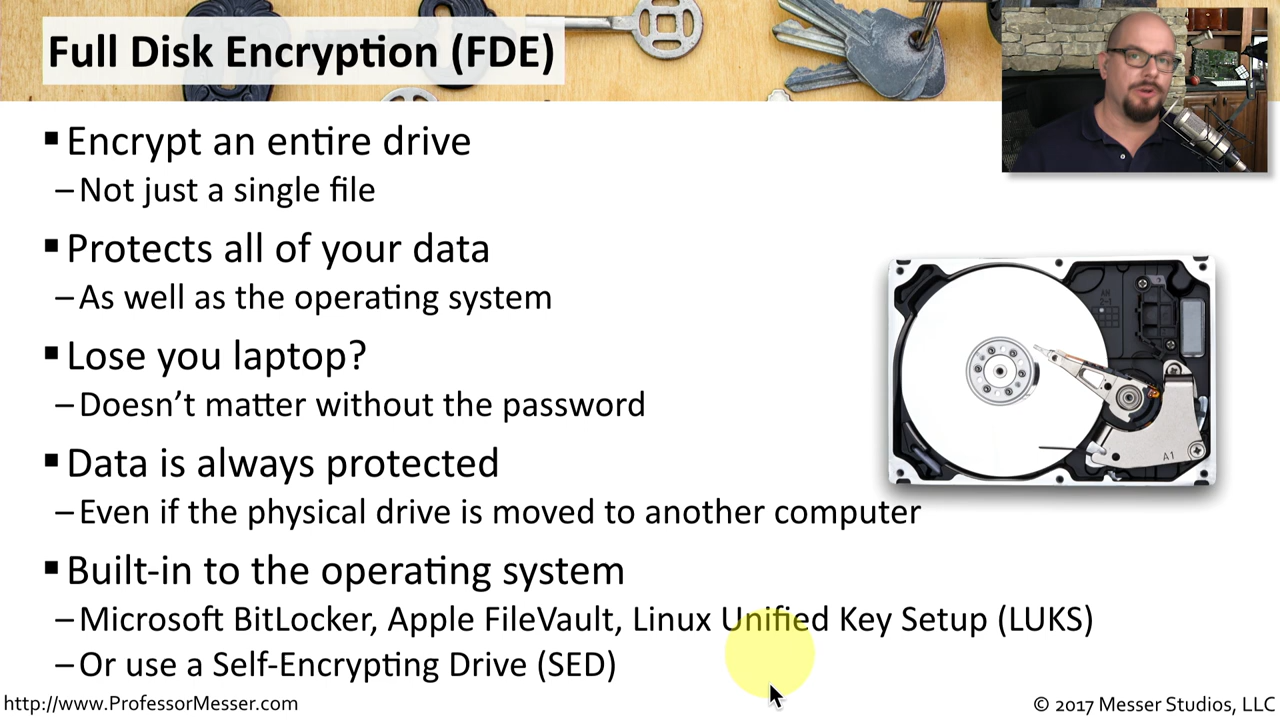 Full Disk Encryption (FDE)
▪ Encrypt an entire drive
– Not just a single file
▪ Protects all of your data
– As well as the operating system
▪ Lose you laptop?
– Doesn’t matter without the password
▪ Data is always protected
– Even if the physical drive is moved to another computer
▪ Built-in to the operating system
– Microsoft BitLocker, Apple FileVault, Linux Unified Key Setup (LUKS)
– Or use a Self-Encrypting Drive (SED)
A1
http://www.ProfessorMesser.com
© 2017 Messer Studios, LLC